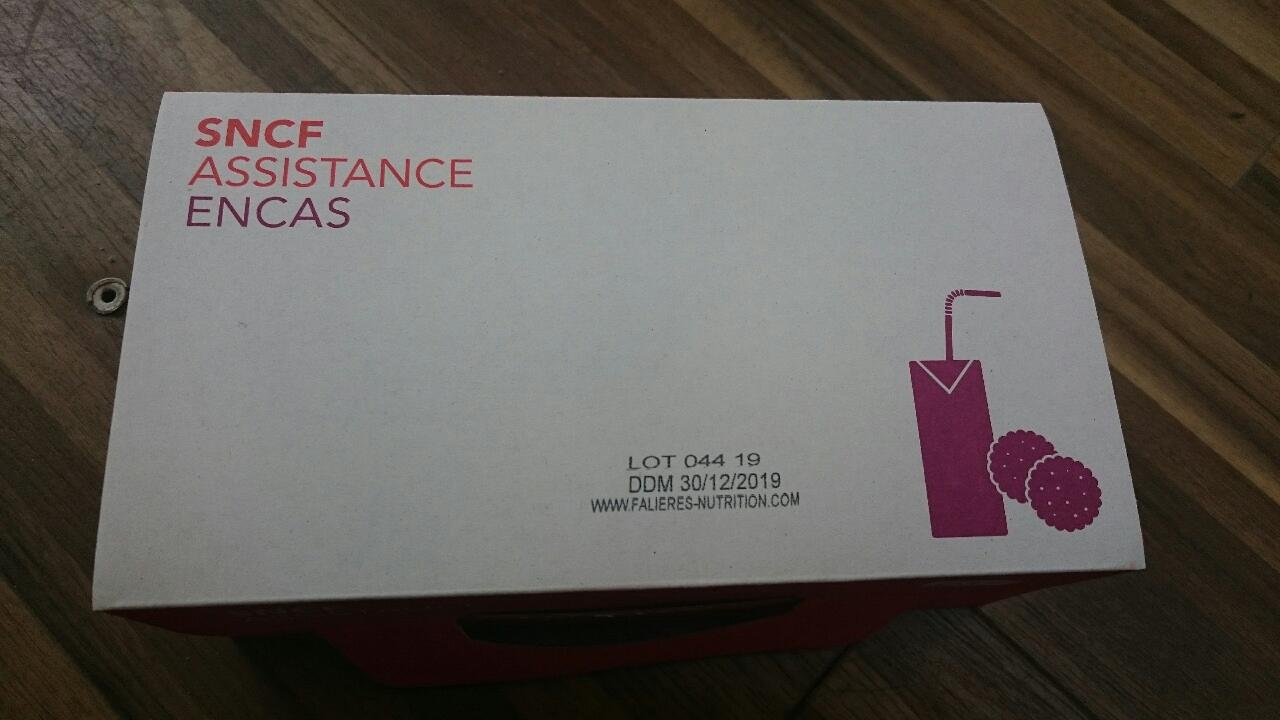 SNCF
ASSISTANCE
ENCAS
LOT 044 19
DDM 30/12/2019
WWW.FALIERES-NUTRITION.COM